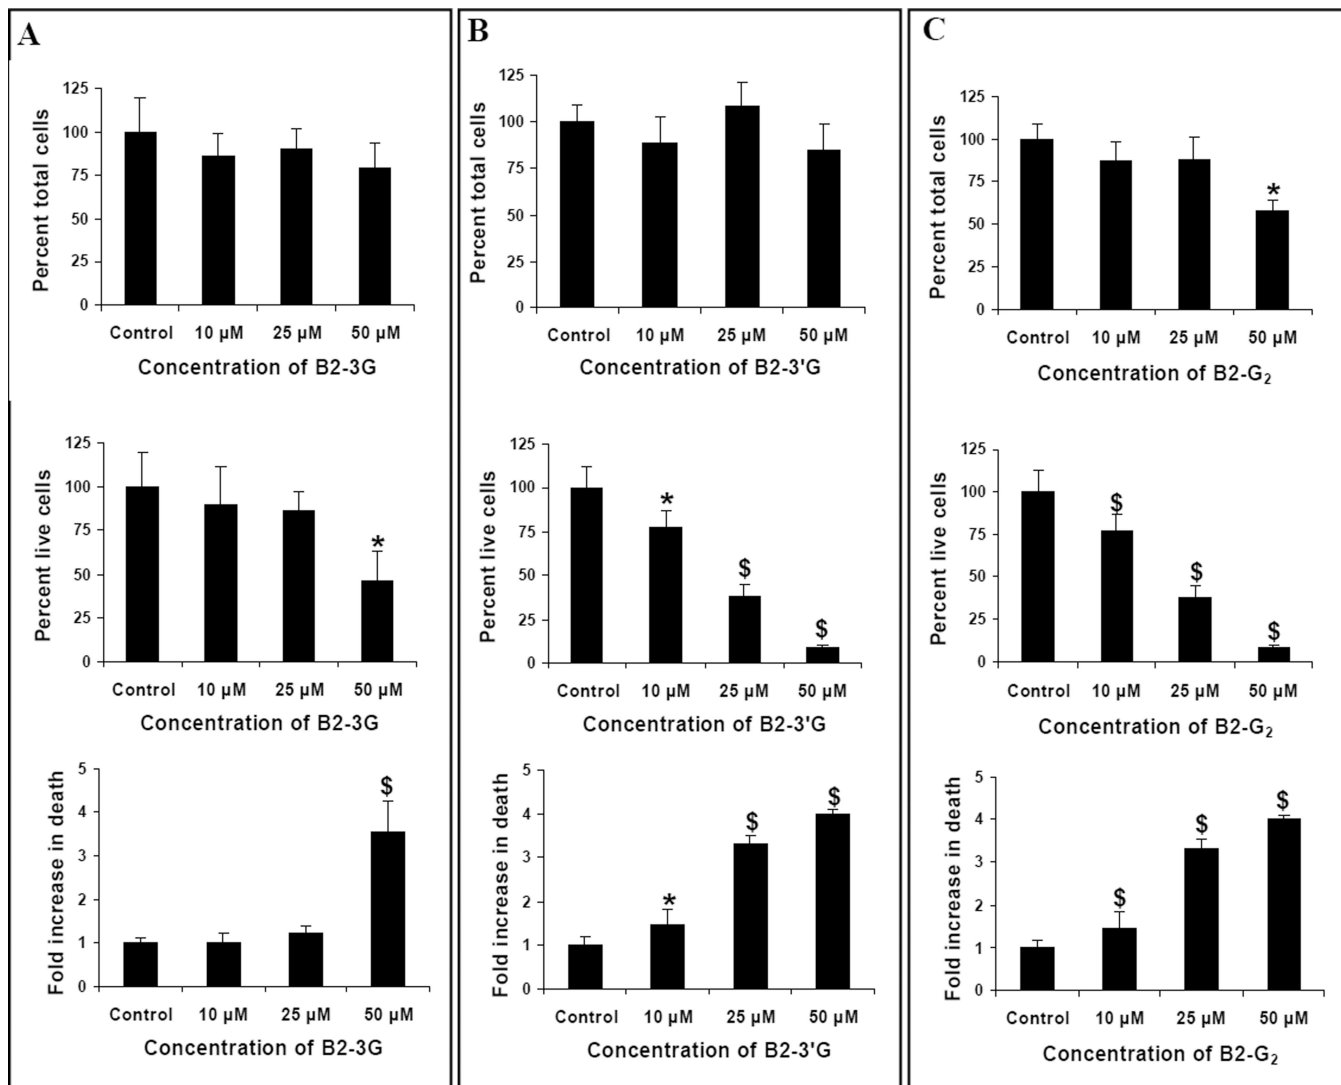 A
Percent total cells
125
100
75
50
25
0
Control 10 µM 25 µM 50 µM
Concentration of B2-3G
Percent live cells
125
100
75
50
25
0
*
Control 10 µM 25 µM 50 µM
Concentration of B2-3G
Fold increase in death
5
4
3
2
1
0
$
Control 10 µM 25 µM 50 µM
Concentration of B2-3G
B
Percent total cells
125
100
75
50
25
0
Control 10 µM 25 µM 50 µM
Concentration of B2-3'G
Percent live cells
125
100
75
50
25
0
* $ $
Control 10 µM 25 µM 50 µM
Concentration of B2-3'G
Fold increase in death
5
4
3
2
1
0
* $ $
Control 10 µM 25 µM 50 µM
Concentration of B2-3'G
C
Percent total cells
125
100
75
50
25
0
*
Control 10 µM 25 µM 50 µM
Concentration of B2-G₂
Percent live cells
125
100
75
50
25
0
$ $ $
Control 10 µM 25 µM 50 µM
Concentration of B2-G₂
Fold increase in death
5
4
3
2
1
0
$ $ $
Control 10 µM 25 µM 50 µM
Concentration of B2-G₂